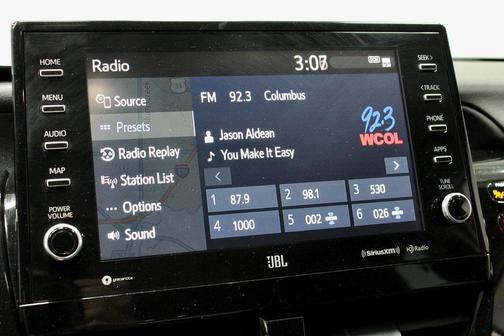 HOME
MENU
AUDIO
MAP
POWER
VOLUME
Radio
Source
Presets
Radio Replay
Station List
Options
Sound
FM 92.3 Columbus
Jason Aldean
You Make It Easy
92.3
WCOL
1 87.9
2 98.1
3 530
4 1000
5 002
6 026
SEEK >
< TRACK
PHONE
APPS
TUNE
SCROLL
gracenote
JBL
SiriusXM
HD Radio